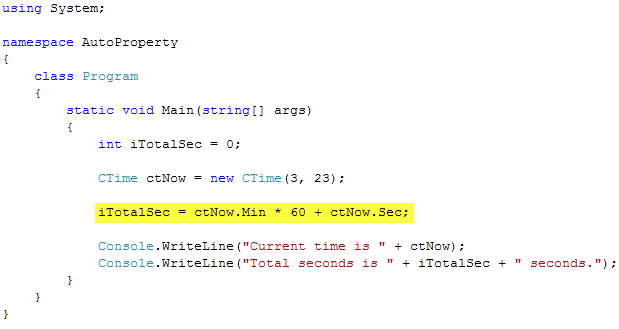 using System;
namespace AutoProperty
{
    class Program
    {
        static void Main(string[] args)
        {
            int iTotalSec = 0;
            CTime ctNow = new CTime(3, 23);
            iTotalSec = ctNow.Min * 60 + ctNow.Sec;
            Console.WriteLine("Current time is " + ctNow);
            Console.WriteLine("Total seconds is " + iTotalSec + " seconds.");
        }
    }
}